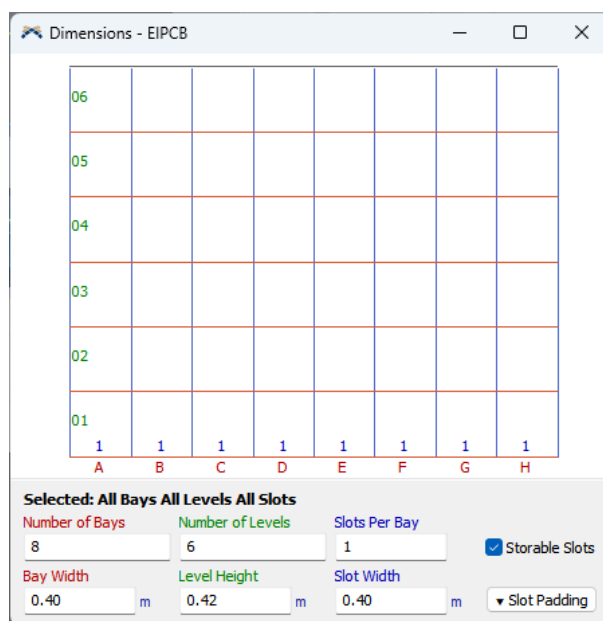 Dimensions - EIPCB
06
05
04
03
02
01
1 1 1 1 1 1 1 1
A B C D E F G H
Selected: All Bays All Levels All Slots
Number of Bays Number of Levels Slots Per Bay
8 6 1 Storable Slots
Bay Width Level Height Slot Width
0.40 m 0.42 m 0.40 m ▾ Slot Padding